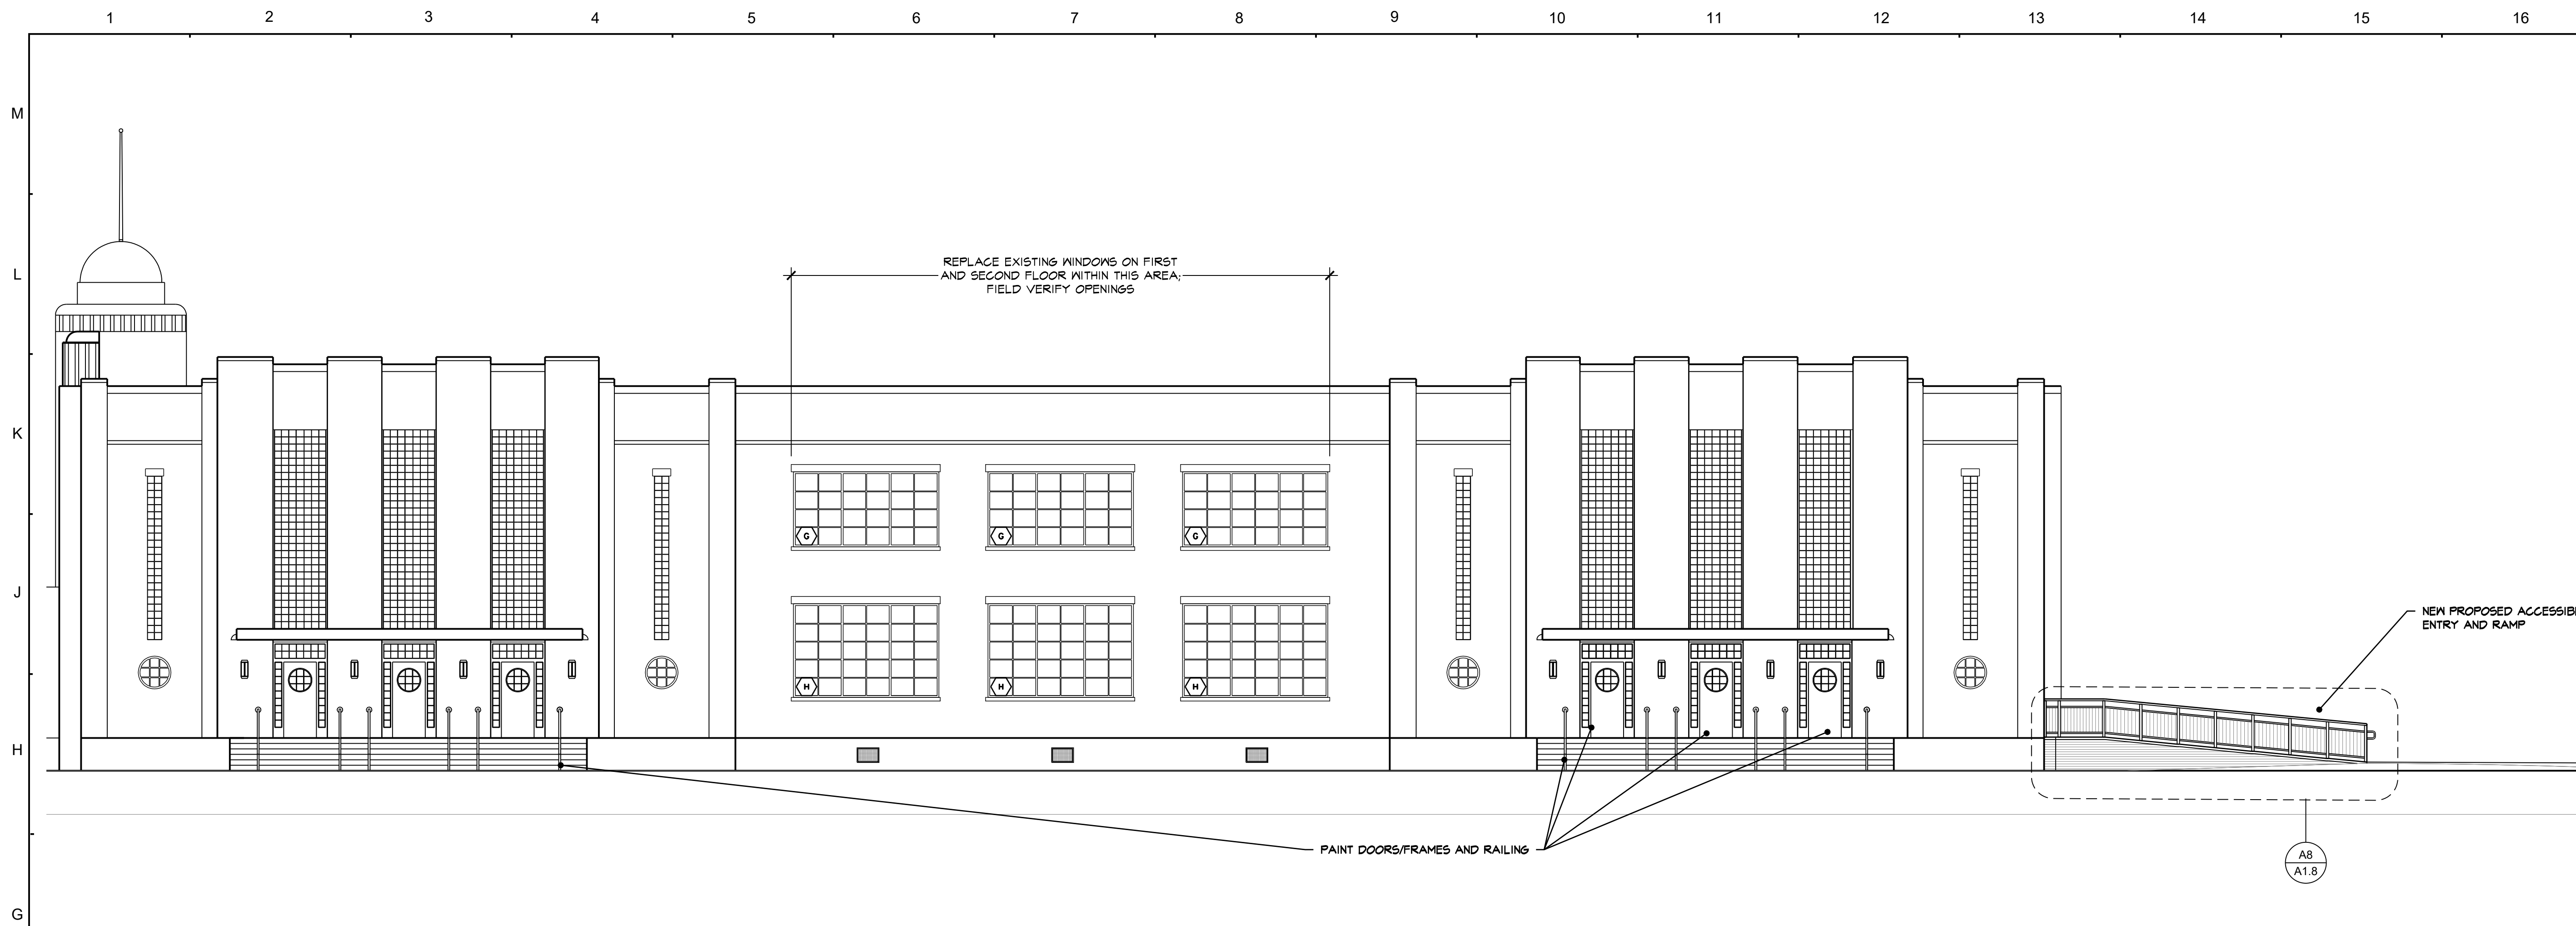 1 2 3 4 5 6 7 8 9 10 11 12 13 14 15 16
M
L
REPLACE EXISTING WINDOWS ON FIRST
AND SECOND FLOOR WITHIN THIS AREA;
FIELD VERIFY OPENINGS
K
G G G
J
NEW PROPOSED
ENTRY AND RAMP
H H H
H
PAINT DOORS/FRAMES AND RAILING
A8
A1.8
G